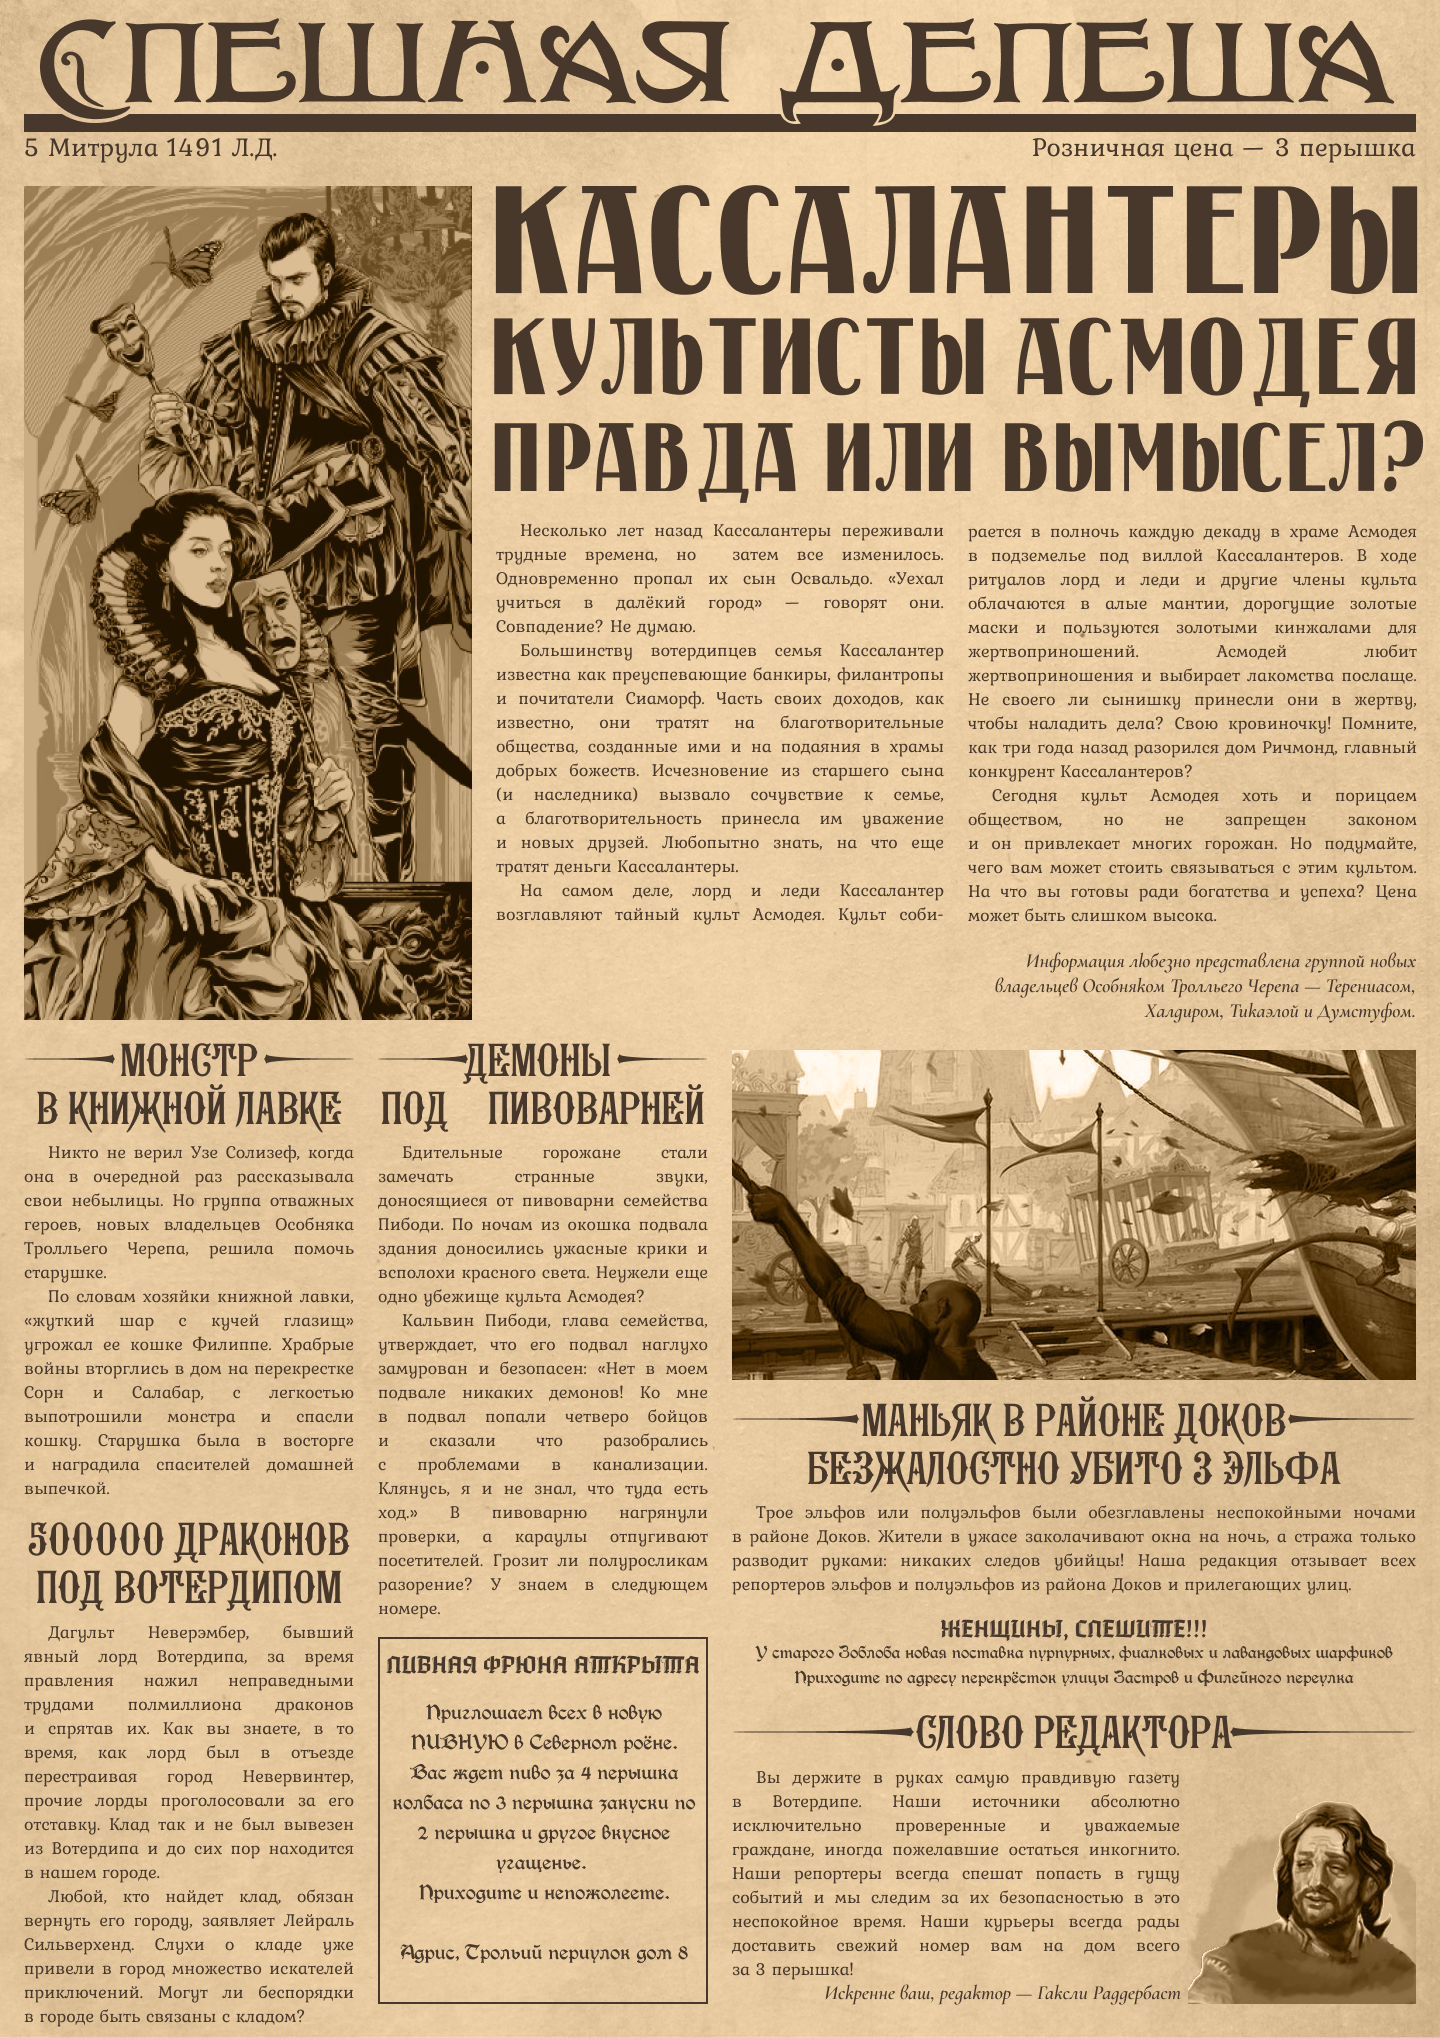 СПЕШНАЯ ДЕПЕША
5 Митрула 1491 Л.Д.
Розничная цена — 3 перышка
КАССАЛАНТЕРЫ
КУЛЬТИСТЫ АСМОДЕЯ
ПРАВДА ИЛИ ВЫМЫСЕЛ?
Несколько лет назад Кассалантеры переживали
трудные времена, но затем все изменилось.
Одновременно пропал их сын Освальдо. «Уехал
учиться в далёкий город» — говорят они.
Совпадение? Не думаю.
Большинству вотердипцев семья Кассалантер
известна как преуспевающие банкиры, филантропы
и почитатели Сиаморф. Часть своих доходов, как
известно, они тратят на благотворительные
общества, созданные ими и на подаяния в храмы
добрых божеств. Исчезновение из старшего сына
(и наследника) вызвало сочувствие к семье,
а благотворительность принесла им уважение
и новых друзей. Любопытно знать, на что еще
тратят деньги Кассалантеры.
На самом деле, лорд и леди Кассалантер
возглавляют тайный культ Асмодея. Культ соби-
рается в полночь каждую декаду в храме Асмодея
в подземелье под виллой Кассалантеров. В ходе
ритуалов лорд и леди и другие члены культа
облачаются в алые мантии, дорогущие золотые
маски и пользуются золотыми кинжалами для
жертвоприношений. Асмодей любит
жертвоприношения и выбирает лакомства послаще.
Не своего ли сынишку принесли они в жертву,
чтобы наладить дела? Свою кровиночку! Помните,
как три года назад разорился дом Ричмонд, главный
конкурент Кассалантеров?
Сегодня культ Асмодея хоть и порицаем
обществом, но не запрещен законом
и он привлекает многих горожан. Но подумайте,
чего вам может стоить связываться с этим культом.
На что вы готовы ради богатства и успеха? Цена
может быть слишком высока.
Информация любезно представлена группой новых
владельцев Особняком Тролльего Черепа — Терениасом,
Халдиром, Тикаэлой и Думстуфом.
МОНСТР
В КНИЖНОЙ ЛАВКЕ
Никто не верил Узе Солизеф, когда
она в очередной раз рассказывала
свои небылицы. Но группа отважных
героев, новых владельцев Особняка
Тролльего Черепа, решила помочь
старушке.
По словам хозяйки книжной лавки,
«жуткий шар с кучей глазищ»
угрожал ее кошке Филиппе. Храбрые
войны вторглись в дом на перекрестке
Сорн и Салабар, с легкостью
выпотрошили монстра и спасли
кошку. Старушка была в восторге
и наградила спасителей домашней
выпечкой.
500000 ДРАКОНОВ
ПОД ВОТЕРДИПОМ
Дагульт Неверэмбер, бывший
явный лорд Вотердипа, за время
правления нажил неправедными
трудами полмиллиона драконов
и спрятав их. Как вы знаете, в то
время, как лорд был в отъезде
перестраивая город Невервинтер,
прочие лорды проголосовали за его
отставку. Клад так и не был вывезен
из Вотердипа и до сих пор находится
в нашем городе.
Любой, кто найдет клад, обязан
вернуть его городу, заявляет Лейраль
Сильверхенд. Слухи о кладе уже
привели в город множество искателей
приключений. Могут ли беспорядки
в городе быть связаны с кладом?
ДЕМОНЫ
ПОД ПИВОВАРНЕЙ
Бдительные горожане стали
замечать странные звуки,
доносящиеся от пивоварни семейства
Пибоди. По ночам из окошка подвала
здания доносились ужасные крики и
всполохи красного света. Неужели еще
одно убежище культа Асмодея?
Кальвин Пибоди, глава семейства,
утверждает, что его подвал наглухо
замурован и безопасен: «Нет в моем
подвале никаких демонов! Ко мне
в подвал попали четверо бойцов
и сказали что разобрались
с проблемами в канализации.
Клянусь, я и не знал, что туда есть
ход.» В пивоварню нагрянули
проверки, а караулы отпугивают
посетителей. Грозит ли полуросликам
разорение? У знаем в следующем
номере.
ПИВНАЯ ФРЮНА АТКРЫТА
Приглошаем всех в новую
ПИВНУЮ в Северном роёне.
Вас ждет пиво за 4 перышка
колбаса по 3 перышка закуски по
2 перышка и другое вкусное
угащенье.
Приходите и непожолеете.
Адрис, Трольий периулок дом 8
МАНЬЯК В РАЙОНЕ ДОКОВ
БЕЗЖАЛОСТНО УБИТО 3 ЭЛЬФА
Трое эльфов или полуэльфов были обезглавлены неспокойными ночами
в районе Доков. Жители в ужасе заколачивают окна на ночь, а стража только
разводит руками: никаких следов убийцы! Наша редакция отзывает всех
репортеров эльфов и полуэльфов из района Доков и прилегающих улиц.
ЖЕНЩИНЫ, СПЕШИТЕ!!!
У старого Зоблоба новая поставка пурпурных, фиалковых и лавандовых шарфиков
Приходите по адресу перекрёсток улицы Застров и Филейного переулка
СЛОВО РЕДАКТОРА
Вы держите в руках самую правдивую газету
в Вотердипе. Наши источники абсолютно
исключительно проверенные и уважаемые
граждане, иногда пожелавшие остаться инкогнито.
Наши репортеры всегда спешат попасть в гущу
событий и мы следим за их безопасностью в это
неспокойное время. Наши курьеры всегда рады
доставить свежий номер вам на дом всего
за 3 перышка!
Искренне ваш, редактор — Гаксли Раддербаст